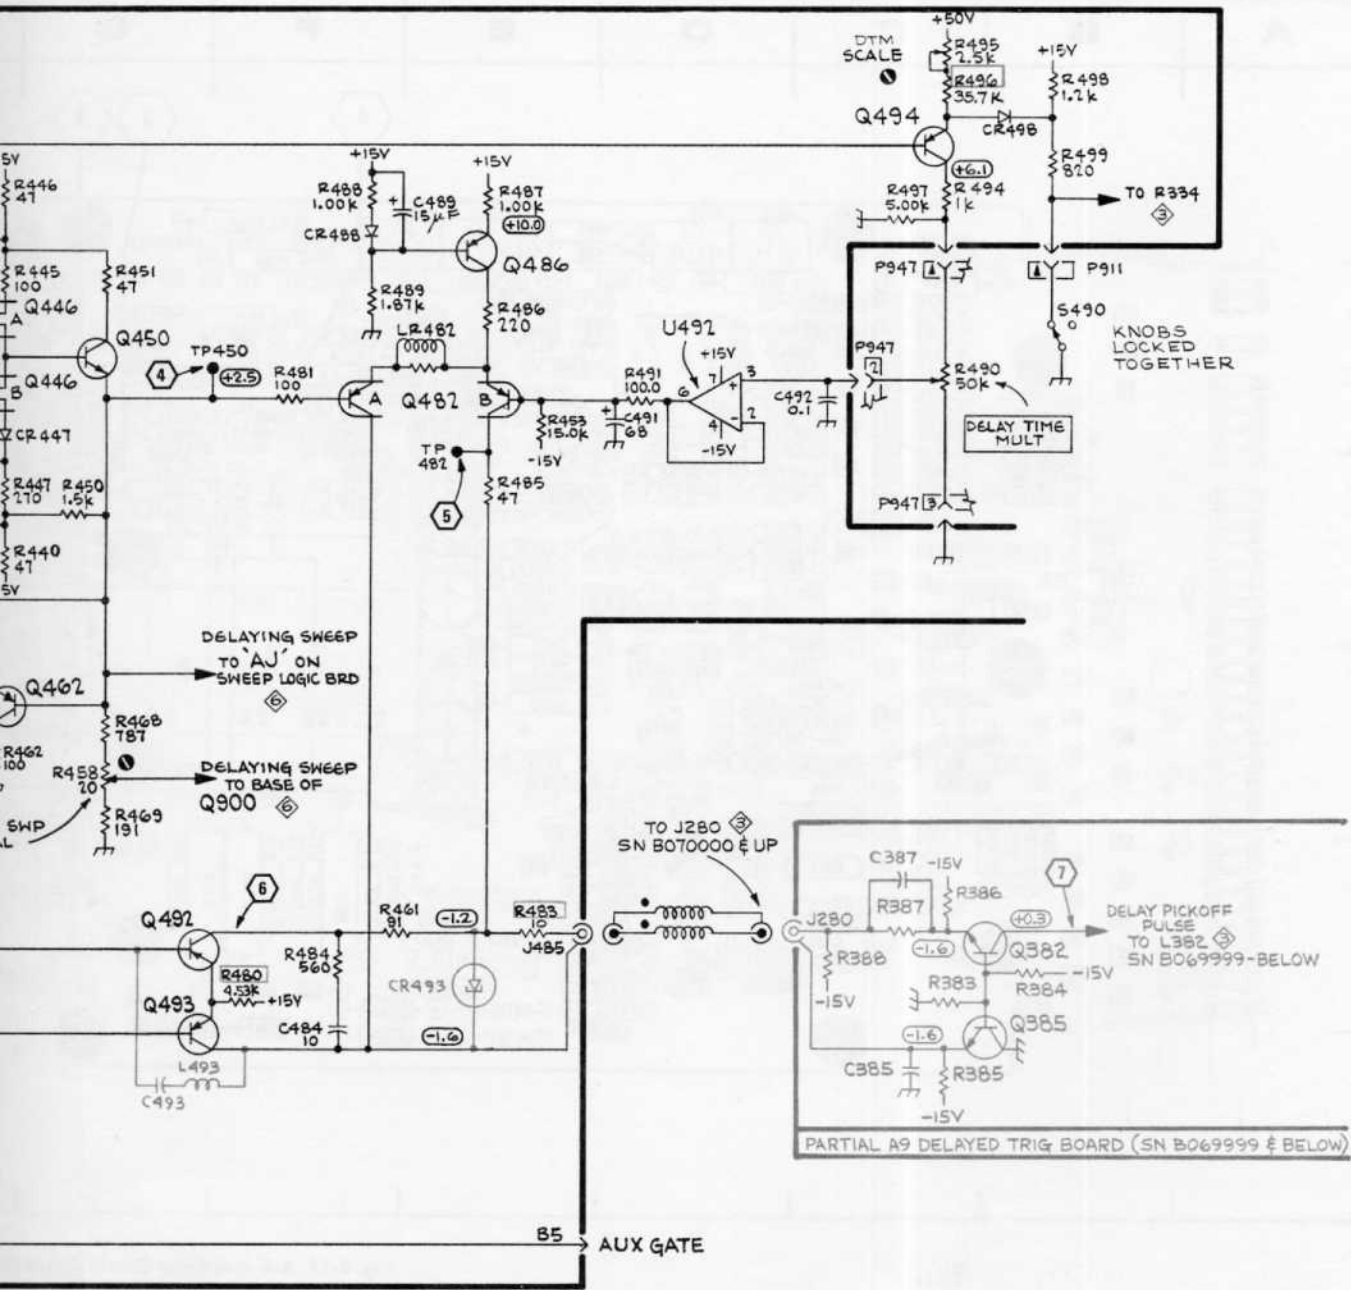 +50V
DTM
SCALE
R495
2.5k
+15V
R496
35.7k
R498
1.2k
Q494
CR498
5V
+15V
+15V
R446
47
R488
1.00k
C489
15µF
+
R487
1.00k
+10.0
CR488
+6.1
R499
820
R497
5.00k
R494
1k
TO R334
3
R445
100
R451
47
Q486
P947
P911
Q446
A
R489
1.87k
R486
220
S490
Q450
LR482
U492
KNOBS
LOCKED
TOGETHER
TP450
4
+2.5
+15V
P947
2
Q446
B
R481
100
A
Q482
B
R491
100.0
6
7
+
3
R490
50k
C492
0.1
CR447
R453
15.0k
+
C491
68
4
-
2
DELAY TIME
MULT
TP
482
-15V
-15V
R447
270
R450
1.5k
R485
47
P947
3
5
R440
47
5V
DELAYING SWEEP
TO 'AJ' ON
SWEEP LOGIC BRD
6
Q462
R468
787
R462
100
R458
20
DELAYING SWEEP
TO BASE OF
Q900
6
R469
191
SWP
AL
TO J280 3
SN B070000 & UP
C387
-15V
7
R386
6
R387
+0.3
DELAY PICKOFF
PULSE
TO L382 3
SN B069999-BELOW
Q492
R461
91
-1.2
R483
10
J280
J485
-1.6
Q382
R484
560
R388
R480
4.53k
+15V
CR493
R383
-15V
R384
-15V
Q493
C484
10
-1.6
-1.6
Q385
L493
C385
R385
C493
-15V
PARTIAL A9 DELAYED TRIG BOARD (SN B069999 & BELOW)
B5
AUX GATE